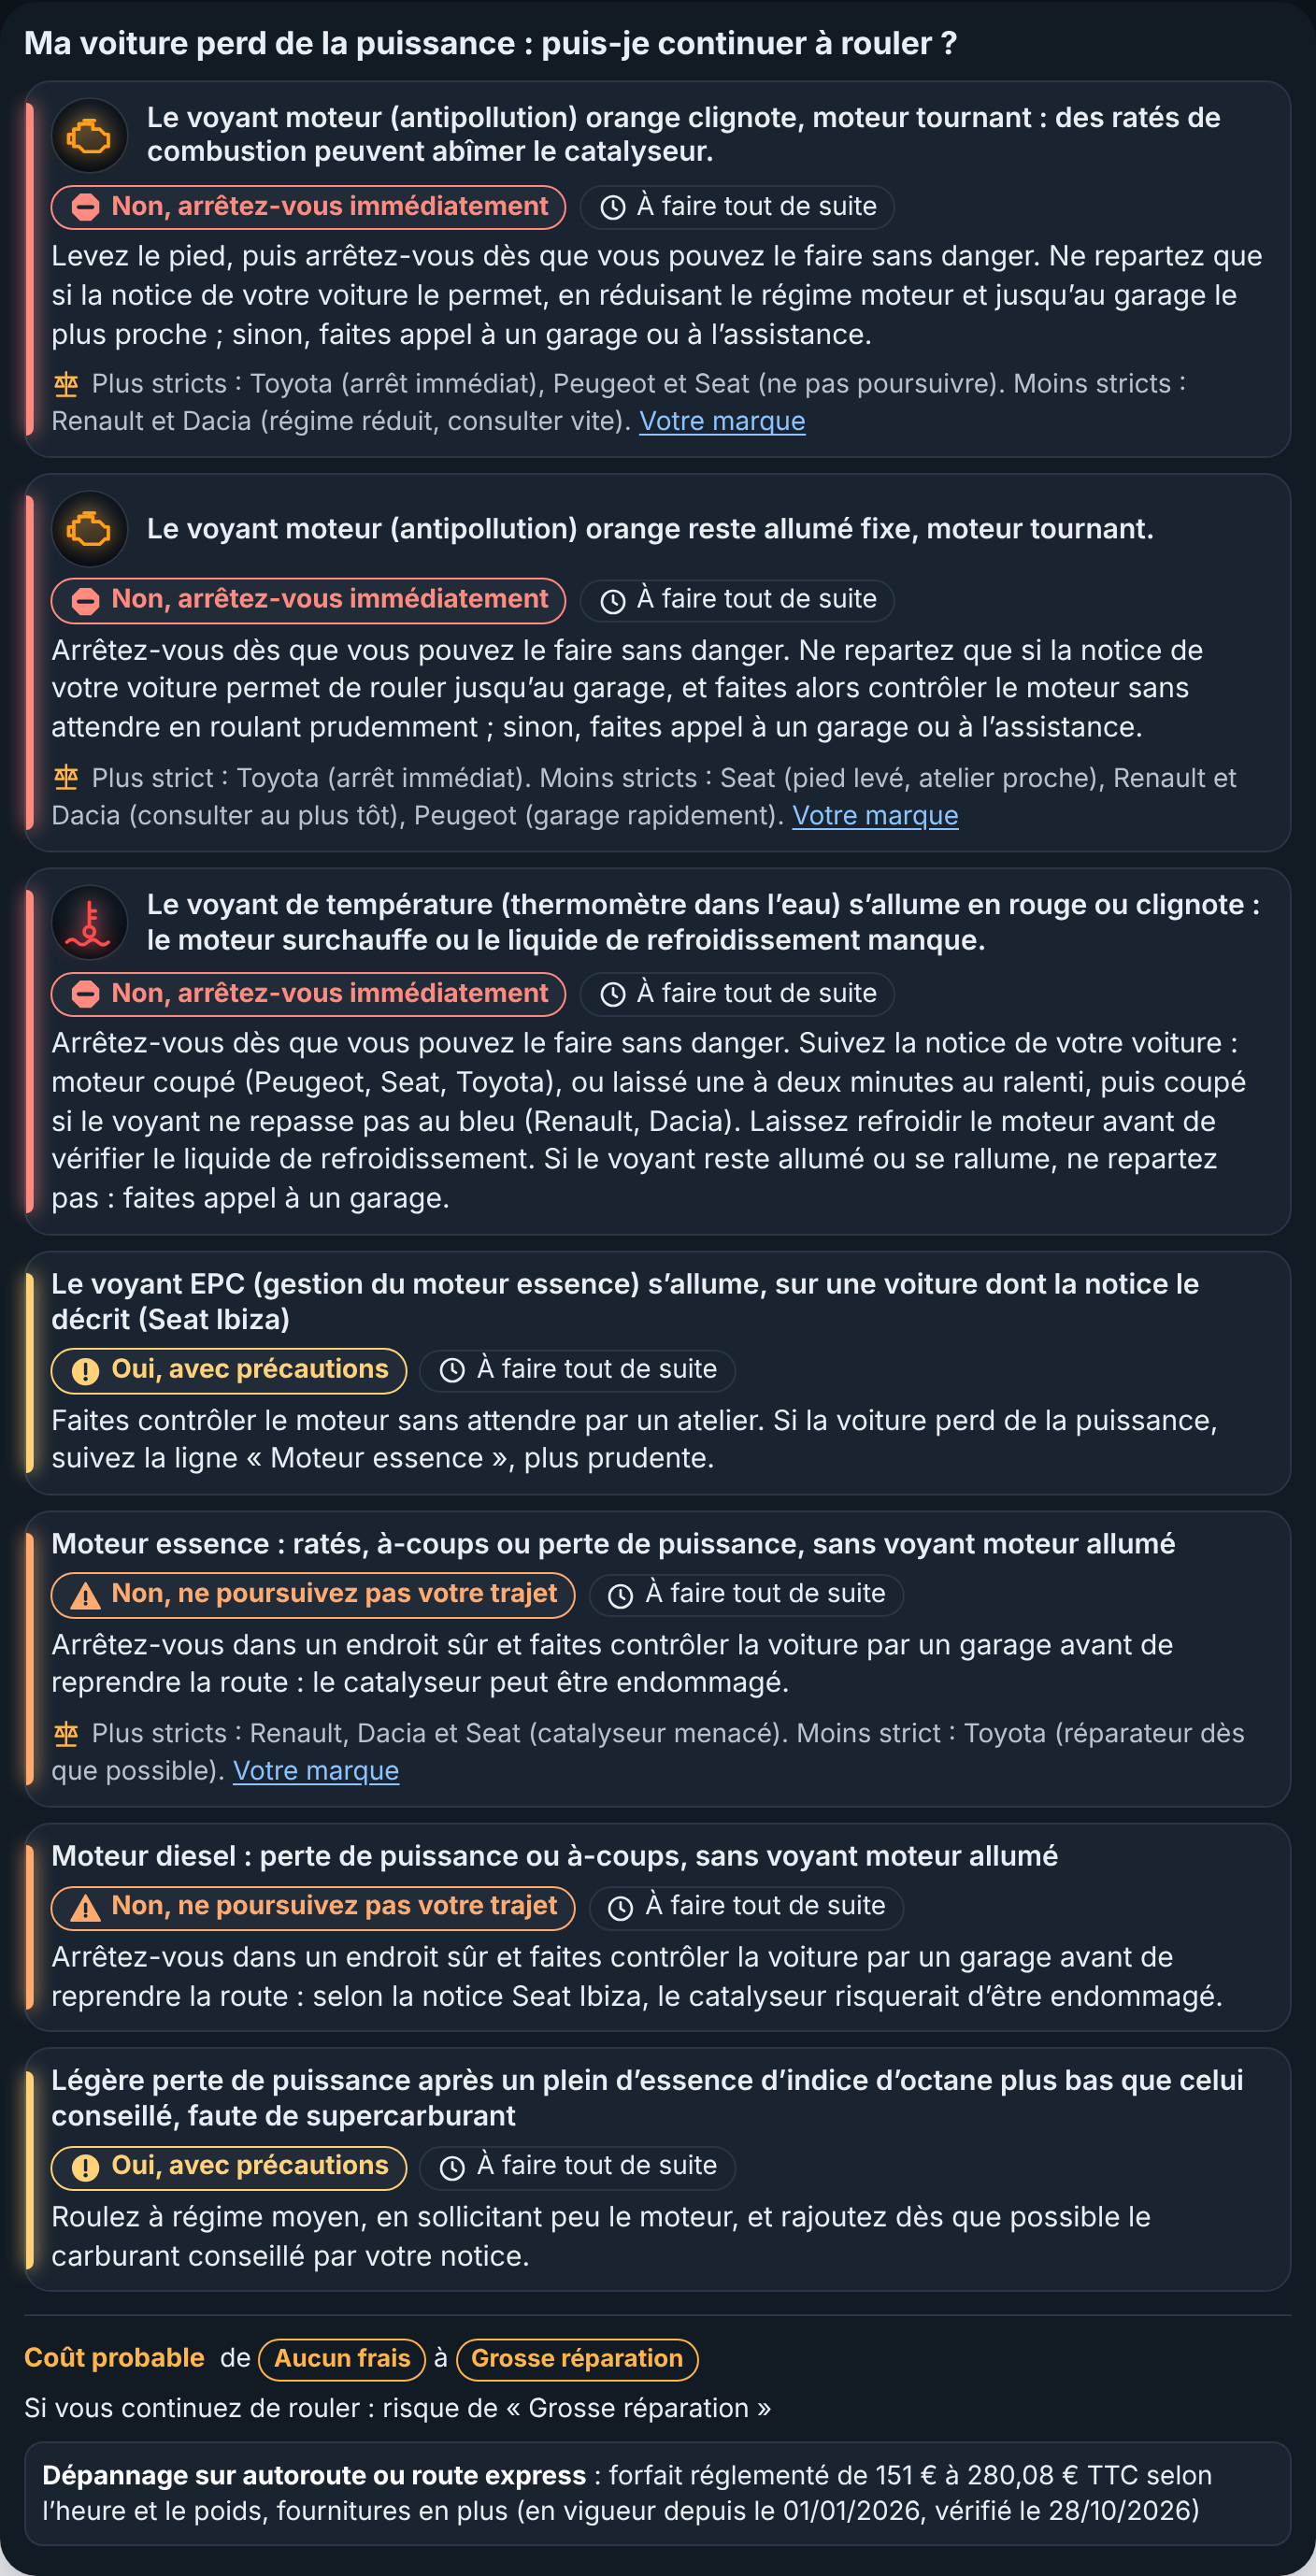 Ma voiture perd de la puissance : puis-je continuer à rouler ?
Le voyant moteur (antipollution) orange clignote, moteur tournant : des ratés de
combustion peuvent abîmer le catalyseur.
Non, arrêtez-vous immédiatement
À faire tout de suite
Levez le pied, puis arrêtez-vous dès que vous pouvez le faire sans danger. Ne repartez que
si la notice de votre voiture le permet, en réduisant le régime moteur et jusqu’au garage le
plus proche ; sinon, faites appel à un garage ou à l’assistance.
Plus stricts : Toyota (arrêt immédiat), Peugeot et Seat (ne pas poursuivre). Moins stricts :
Renault et Dacia (régime réduit, consulter vite). Votre marque
Le voyant moteur (antipollution) orange reste allumé fixe, moteur tournant.
Non, arrêtez-vous immédiatement
À faire tout de suite
Arrêtez-vous dès que vous pouvez le faire sans danger. Ne repartez que si la notice de
votre voiture permet de rouler jusqu’au garage, et faites alors contrôler le moteur sans
attendre en roulant prudemment ; sinon, faites appel à un garage ou à l’assistance.
Plus strict : Toyota (arrêt immédiat). Moins stricts : Seat (pied levé, atelier proche), Renault et
Dacia (consulter au plus tôt), Peugeot (garage rapidement). Votre marque
Le voyant de température (thermomètre dans l’eau) s’allume en rouge ou clignote :
le moteur surchauffe ou le liquide de refroidissement manque.
Non, arrêtez-vous immédiatement
À faire tout de suite
Arrêtez-vous dès que vous pouvez le faire sans danger. Suivez la notice de votre voiture :
moteur coupé (Peugeot, Seat, Toyota), ou laissé une à deux minutes au ralenti, puis coupé
si le voyant ne repasse pas au bleu (Renault, Dacia). Laissez refroidir le moteur avant de
vérifier le liquide de refroidissement. Si le voyant reste allumé ou se rallume, ne repartez
pas : faites appel à un garage.
Le voyant EPC (gestion du moteur essence) s’allume, sur une voiture dont la notice le
décrit (Seat Ibiza)
Oui, avec précautions
À faire tout de suite
Faites contrôler le moteur sans attendre par un atelier. Si la voiture perd de la puissance,
suivez la ligne « Moteur essence », plus prudente.
Moteur essence : ratés, à-coups ou perte de puissance, sans voyant moteur allumé
Non, ne poursuivez pas votre trajet
À faire tout de suite
Arrêtez-vous dans un endroit sûr et faites contrôler la voiture par un garage avant de
reprendre la route : le catalyseur peut être endommagé.
Plus stricts : Renault, Dacia et Seat (catalyseur menacé). Moins strict : Toyota (réparateur dès
que possible). Votre marque
Moteur diesel : perte de puissance ou à-coups, sans voyant moteur allumé
Non, ne poursuivez pas votre trajet
À faire tout de suite
Arrêtez-vous dans un endroit sûr et faites contrôler la voiture par un garage avant de
reprendre la route : selon la notice Seat Ibiza, le catalyseur risquerait d’être endommagé.
Légère perte de puissance après un plein d’essence d’indice d’octane plus bas que celui
conseillé, faute de supercarburant
Oui, avec précautions
À faire tout de suite
Roulez à régime moyen, en sollicitant peu le moteur, et rajoutez dès que possible le
carburant conseillé par votre notice.
Coût probable de Aucun frais à Grosse réparation
Si vous continuez de rouler : risque de « Grosse réparation »
Dépannage sur autoroute ou route express : forfait réglementé de 151 € à 280,08 € TTC selon
l’heure et le poids, fournitures en plus (en vigueur depuis le 01/01/2026, vérifié le 28/10/2026)